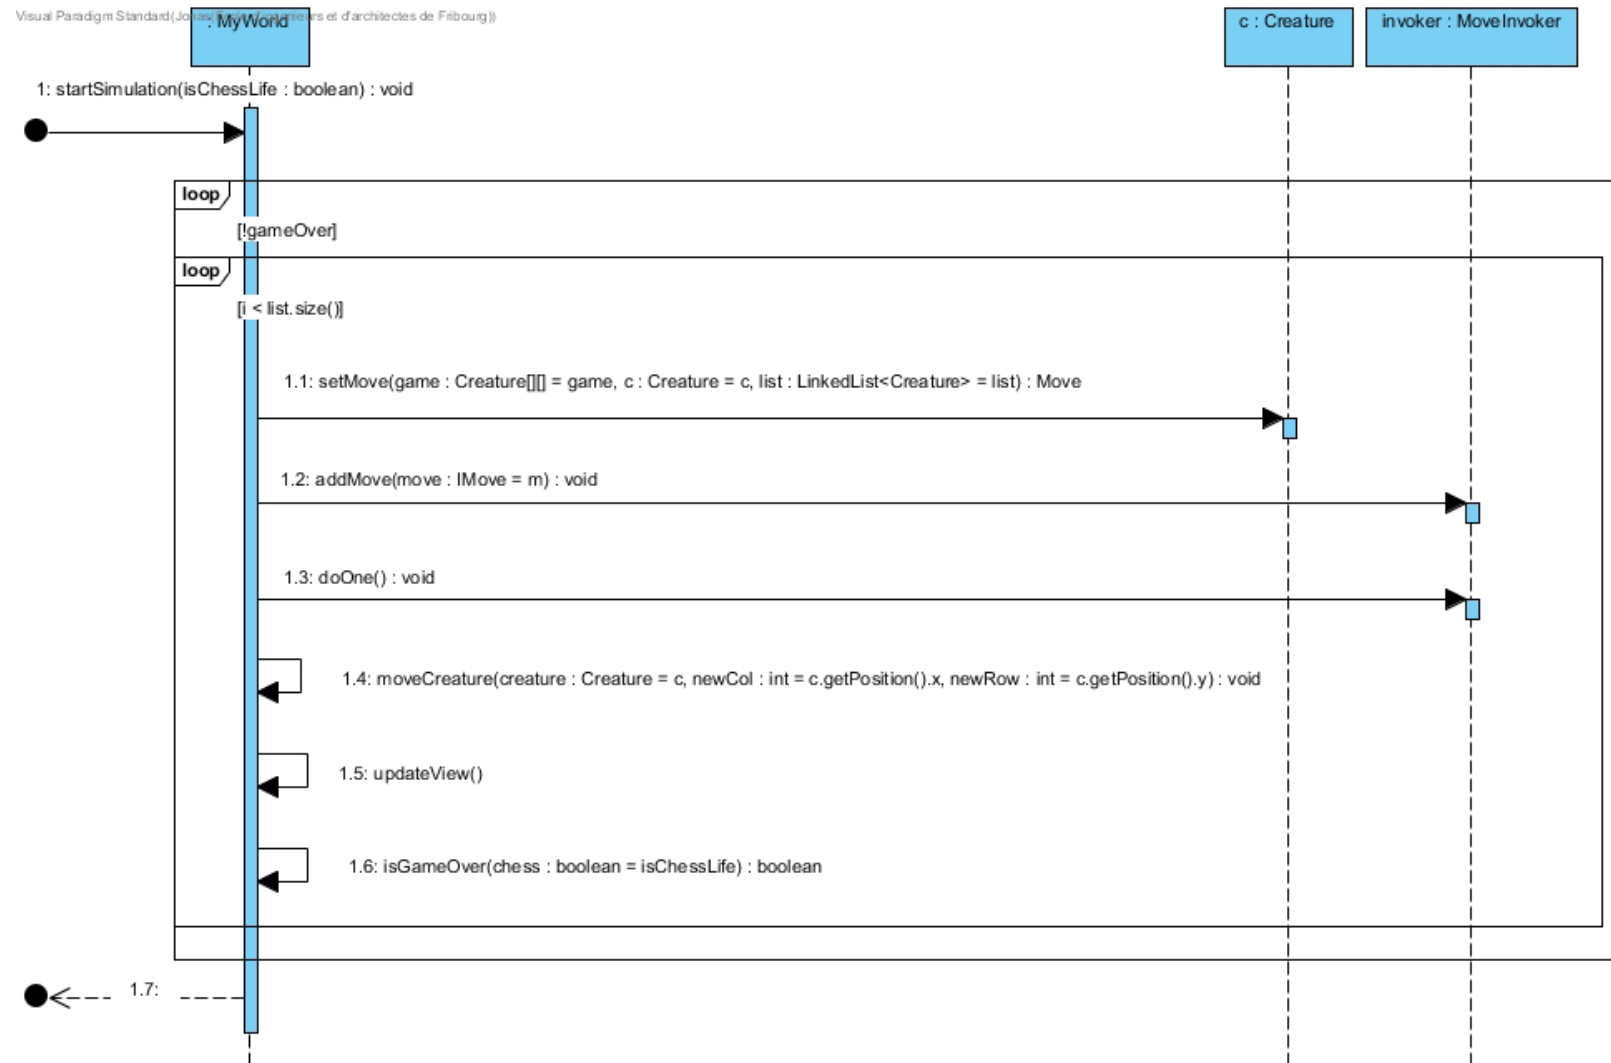 Visual Paradigm Standard(Jonas(Ecole d'ingénieurs et d'architectes de Fribourg))
: MyWorld
c : Creature
invoker : MoveInvoker
1: startSimulation(isChessLife : boolean) : void
loop
[!gameOver]
loop
[i < list.size()]
1.1: setMove(game : Creature[][] = game, c : Creature = c, list : LinkedList<Creature> = list) : Move
1.2: addMove(move : IMove = m) : void
1.3: doOne() : void
1.4: moveCreature(creature : Creature = c, newCol : int = c.getPosition().x, newRow : int = c.getPosition().y) : void
1.5: updateView()
1.6: isGameOver(chess : boolean = isChessLife) : boolean
1.7: